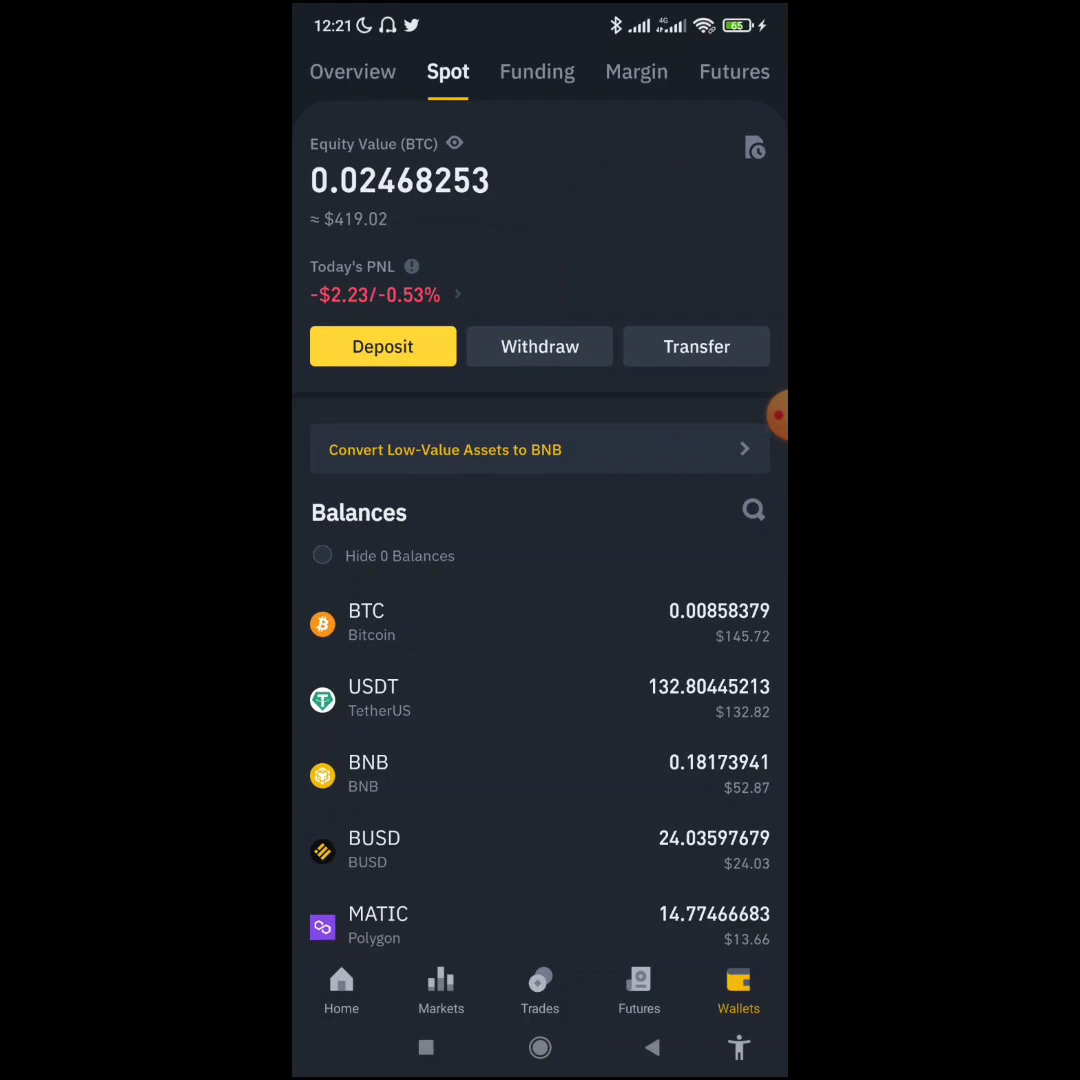 12:21 4G 65
Overview Spot Funding Margin Futures
Equity Value (BTC)
0.02468253
≈ $419.02
Today's PNL
-$2.23/-0.53%
Deposit Withdraw Transfer
Convert Low-Value Assets to BNB
Balances
Hide 0 Balances
BTC 0.00858379
Bitcoin $145.72
USDT 132.80445213
TetherUS $132.82
BNB 0.18173941
BNB $52.87
BUSD 24.03597679
BUSD $24.03
MATIC 14.77466683
Polygon $13.66
Home Markets Trades Futures Wallets